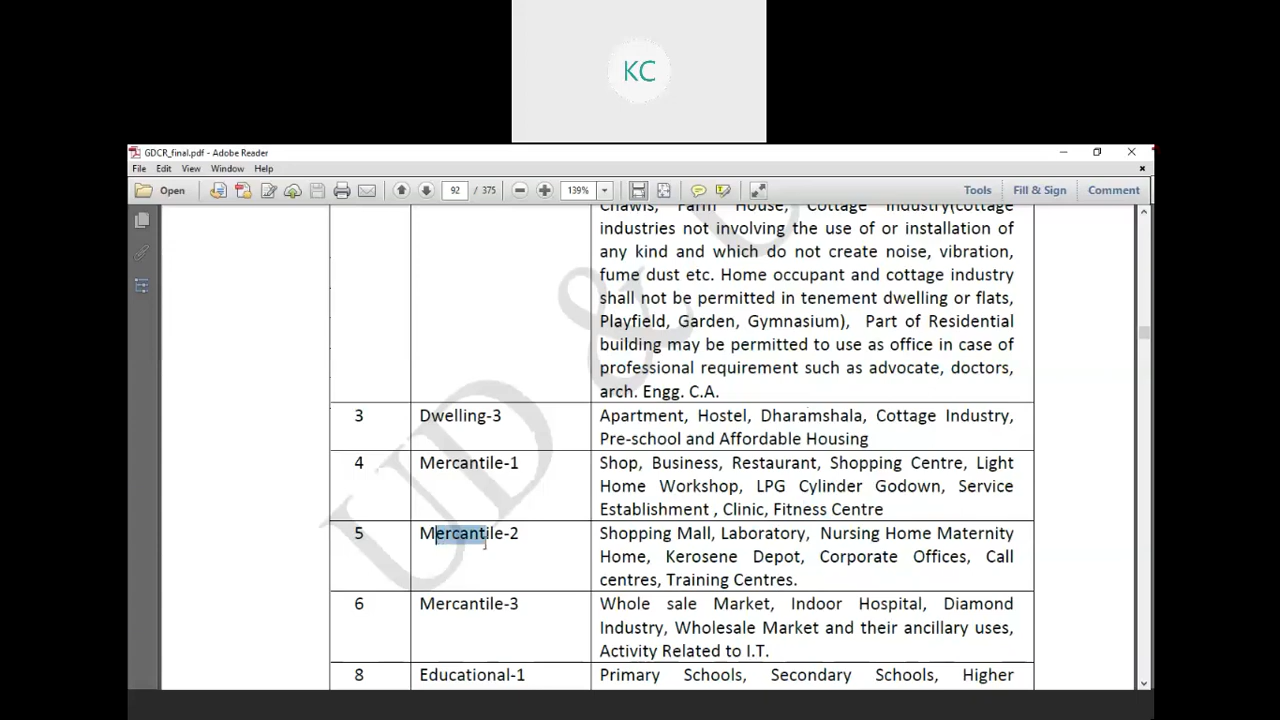 KC
GDCR_final.pdf - Adobe Reader
File Edit View Window Help
Open 92 / 375 139% Tools Fill & Sign Comment
Chawls, Farm House, Cottage Industry(cottage
industries not involving the use of or installation of
any kind and which do not create noise, vibration,
fume dust etc. Home occupant and cottage industry
shall not be permitted in tenement dwelling or flats,
Playfield, Garden, Gymnasium), Part of Residential
building may be permitted to use as office in case of
professional requirement such as advocate, doctors,
arch. Engg. C.A.
3 Dwelling-3 Apartment, Hostel, Dharamshala, Cottage Industry,
Pre-school and Affordable Housing
4 Mercantile-1 Shop, Business, Restaurant, Shopping Centre, Light
Home Workshop, LPG Cylinder Godown, Service
Establishment , Clinic, Fitness Centre
5 Mercantile-2 Shopping Mall, Laboratory, Nursing Home Maternity
Home, Kerosene Depot, Corporate Offices, Call
centres, Training Centres.
6 Mercantile-3 Whole sale Market, Indoor Hospital, Diamond
Industry, Wholesale Market and their ancillary uses,
Activity Related to I.T.
8 Educational-1 Primary Schools, Secondary Schools, Higher
UD &